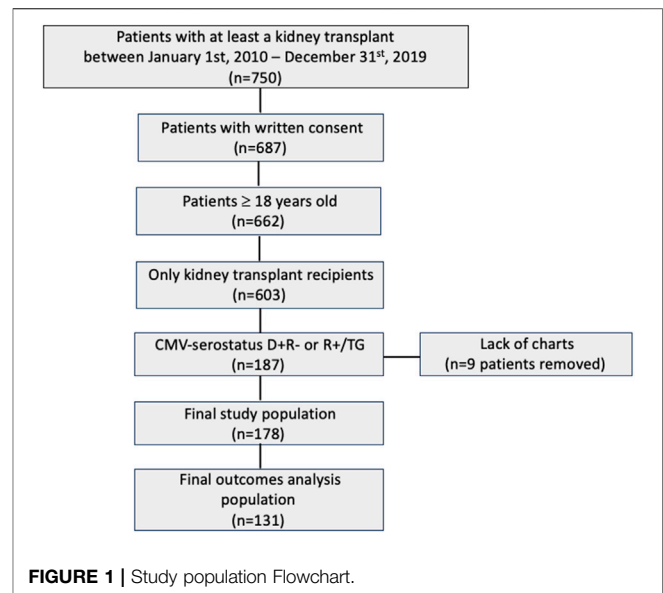 Patients with at least a kidney transplant
between January 1st, 2010 – December 31st, 2019
(n=750)
Patients with written consent
(n=687)
Patients ≥ 18 years old
(n=662)
Only kidney transplant recipients
(n=603)
CMV-serostatus D+R- or R+/TG
(n=187)
Lack of charts
(n=9 patients removed)
Final study population
(n=178)
Final outcomes analysis
population
(n=131)
FIGURE 1 | Study population Flowchart.